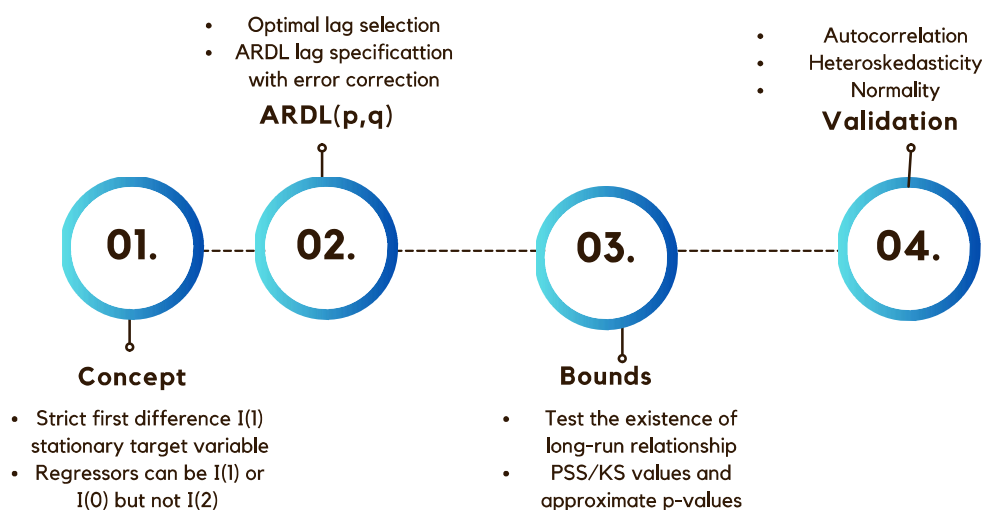 01.
Concept
• Strict first difference I(1)
stationary target variable
• Regressors can be I(1) or
I(0) but not I(2)
• Optimal lag selection
• ARDL lag specificattion
with error correction
ARDL(p,q)
02.
03.
Bounds
• Test the existence of
long-run relationship
• PSS/KS values and
approximate p-values
• Autocorrelation
• Heteroskedasticity
• Normality
Validation
04.